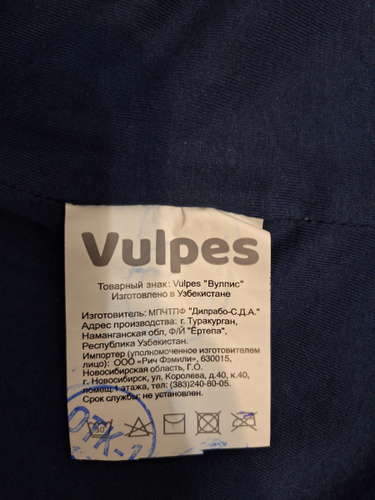 Vulpes
Товарный знак: Vulpes "Вулпис"
Изготовлено в Узбекистане
Изготовитель: МПЧТПФ "Дилрабо-С.Д.А."
Адрес производства: г. Туракурган,
Наманганская обл, Ф/Й "Ёртепа",
Республика Узбекистан.
Импортер (уполномоченное изготовителем
лицо): ООО «Рич Фэмили», 630015,
Новосибирская область, Г.О.
г. Новосибирск, ул. Королева, д.40, к.40,
помещ.1 этажа, тел: (383)240-80-05.
Срок службы: не установлен.
ОТК-1